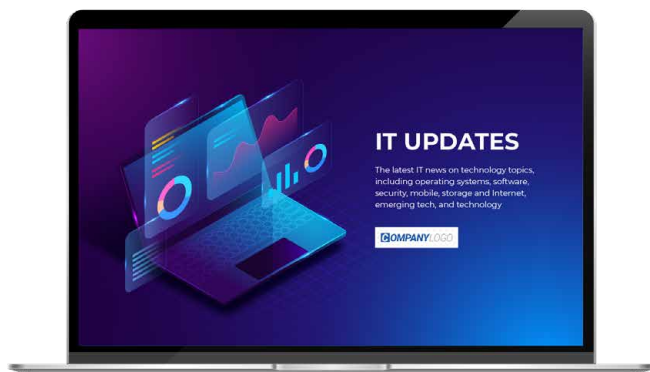 IT UPDATES
The latest IT news on technology topics,
including operating systems, software,
security, mobile, storage and Internet,
emerging tech, and technology
COMPANYLOGO